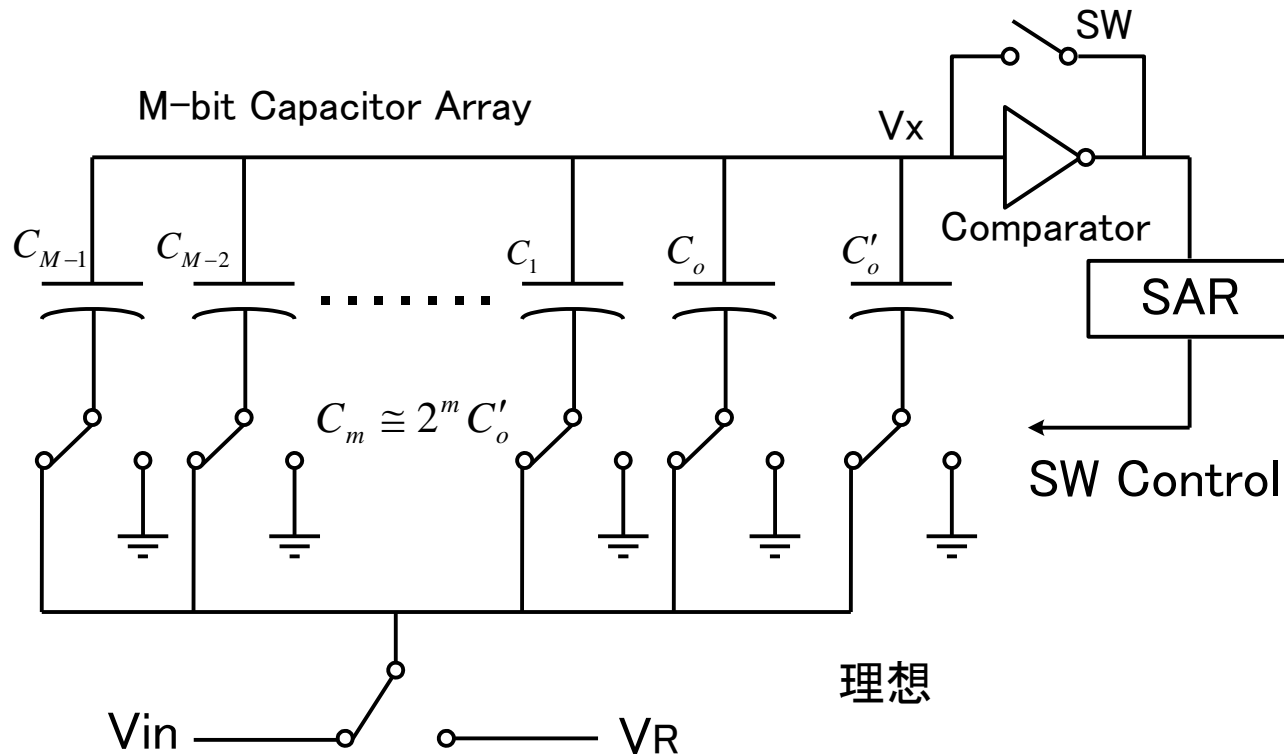 SW
M-bit Capacitor Array
Vx
Comparator
C_{M-1}
C_{M-2}
C_1
C_o
C'_o
SAR
C_m ≅ 2^m C'_o
SW Control
理想
Vin
VR